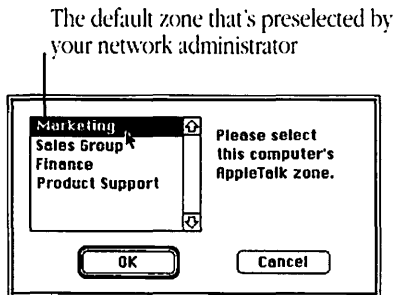 The default zone that's preselected by
your network administrator
Marketing
Sales Group
Finance
Product Support
Please select
this computer's
AppleTalk zone.
OK
Cancel